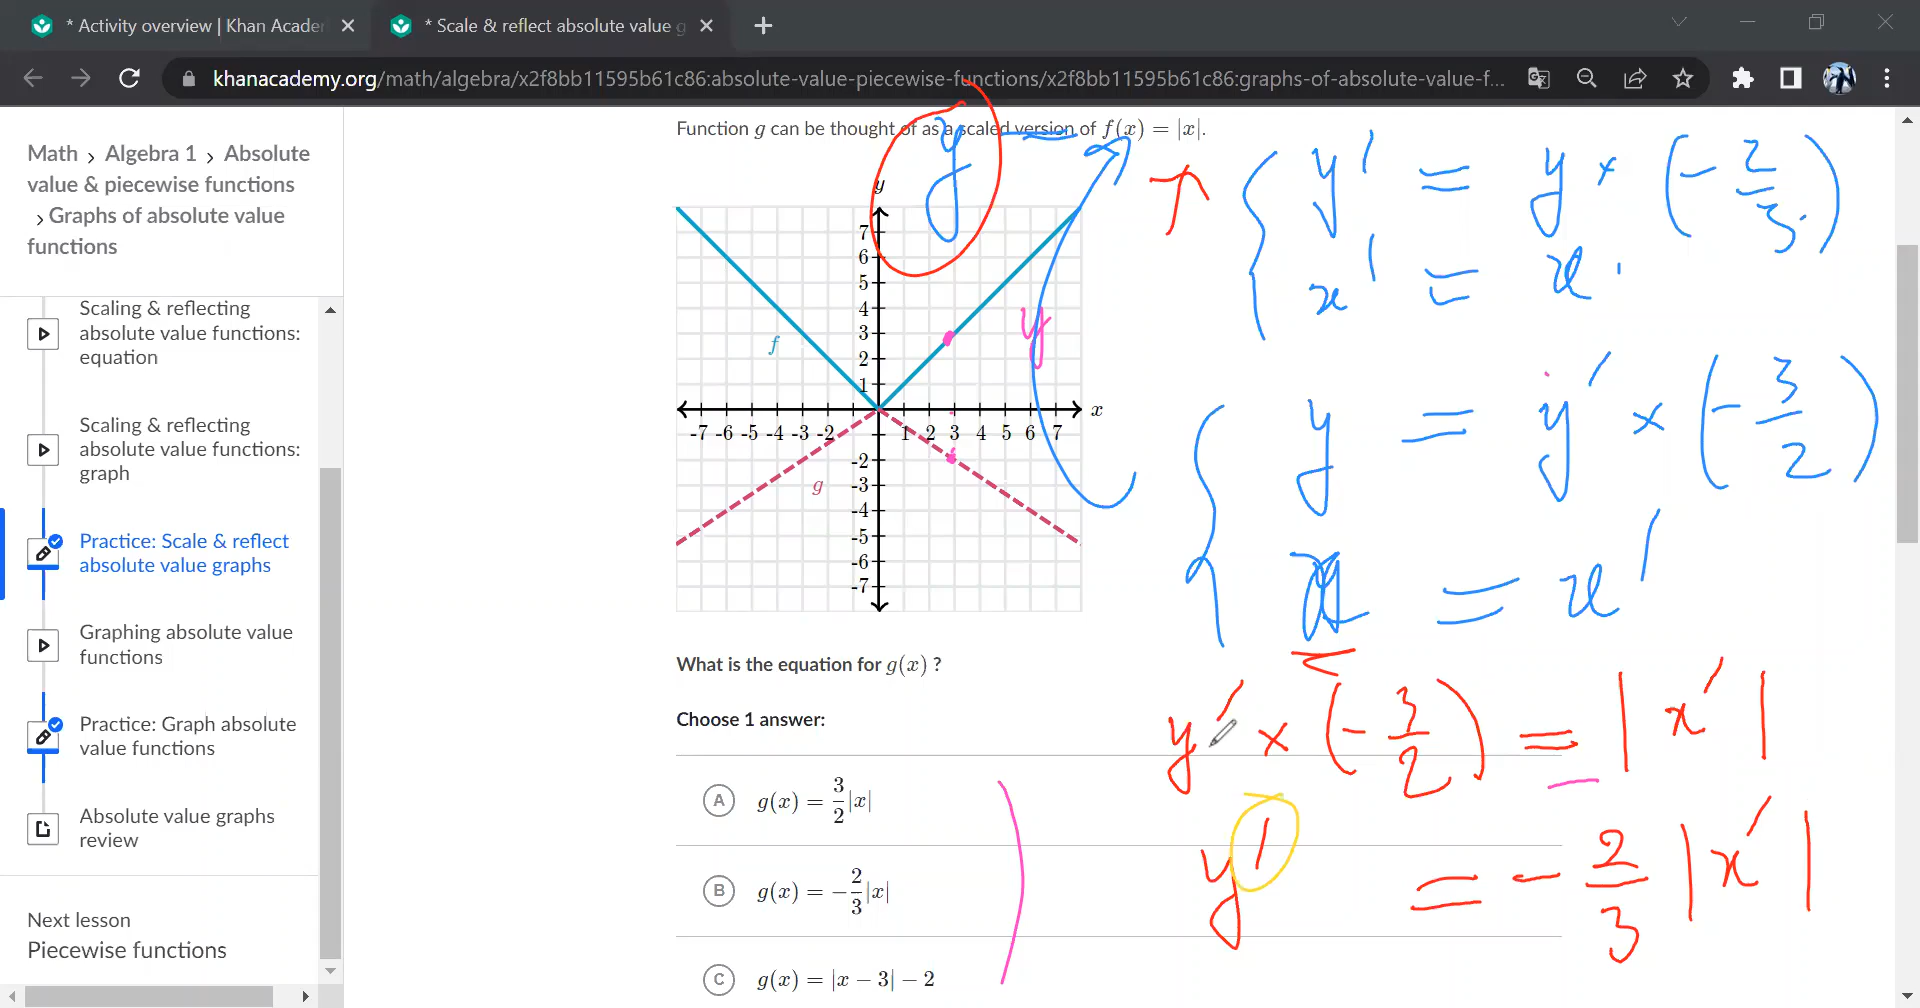 * Activity overview | Khan Acade
* Scale & reflect absolute value g
khanacademy.org/math/algebra/x2f8bb11595b61c86:absolute-value-piecewise-functions/x2f8bb11595b61c86:graphs-of-absolute-value-f...
Math > Algebra 1 > Absolute
value & piecewise functions
> Graphs of absolute value
functions
Scaling & reflecting
absolute value functions:
equation
Scaling & reflecting
absolute value functions:
graph
Practice: Scale & reflect
absolute value graphs
Graphing absolute value
functions
Practice: Graph absolute
value functions
Absolute value graphs
review
Next lesson
Piecewise functions
Function g can be thought of as a scaled version of f(x) = |x|.
y
y
7
6
5
4
3
2
1
f
y
x
-7 -6 -5 -4 -3 -2 1 2 3 4 5 6 7
-2
-3
-4
-5
-6
-7
g
What is the equation for g(x) ?
Choose 1 answer:
A g(x) = 3/2|x|
B g(x) = -2/3|x|
C g(x) = |x - 3| - 2
y' = y × (-2/3)
x' = x
y = y' × (-3/2)
x = x'
y' × (-3/2) = |x'|
y' = -2/3 |x'|